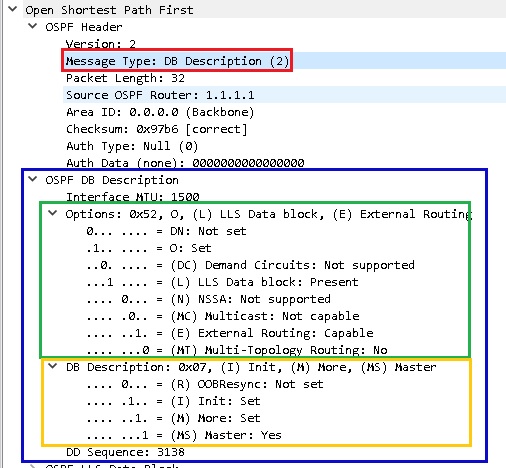 Open Shortest Path First
OSPF Header
Version: 2
Message Type: DB Description (2)
Packet Length: 32
Source OSPF Router: 1.1.1.1
Area ID: 0.0.0.0 (Backbone)
Checksum: 0x97b6 [correct]
Auth Type: Null (0)
Auth Data (none): 0000000000000000
OSPF DB Description
Interface MTU: 1500
Options: 0x52, O, (L) LLS Data block, (E) External Routing
0... .... = DN: Not set
.1.. .... = O: Set
..0. .... = (DC) Demand Circuits: Not supported
...1 .... = (L) LLS Data block: Present
.... 0... = (N) NSSA: Not supported
.... .0.. = (MC) Multicast: Not capable
.... ..1. = (E) External Routing: Capable
.... ...0 = (MT) Multi-Topology Routing: No
DB Description: 0x07, (I) Init, (M) More, (MS) Master
.... 0... = (R) OOBResync: Not set
.... .1.. = (I) Init: Set
.... ..1. = (M) More: Set
.... ...1 = (MS) Master: Yes
DD Sequence: 3138
OSPF LLS Data Block